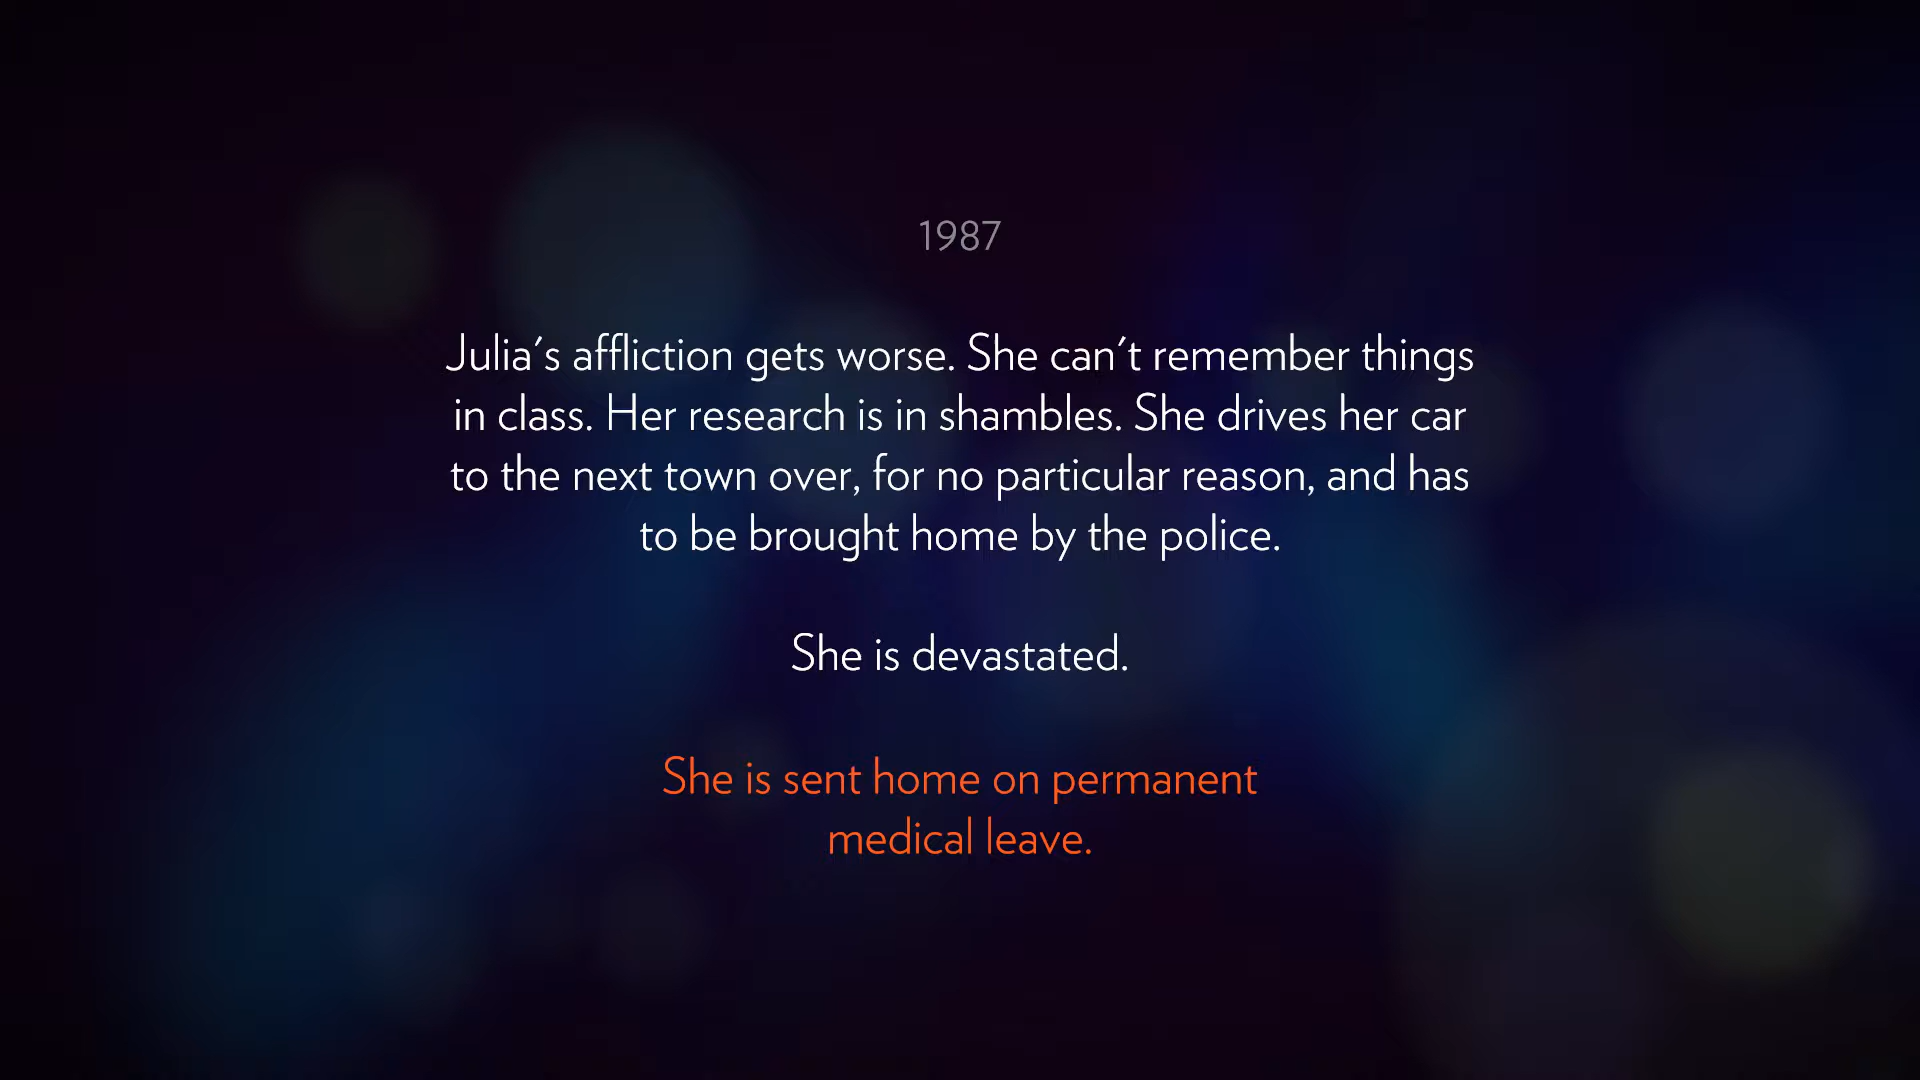 1987
Julia's affliction gets worse. She can't remember things
in class. Her research is in shambles. She drives her car
to the next town over, for no particular reason, and has
to be brought home by the police.
She is devastated.
She is sent home on permanent
medical leave.